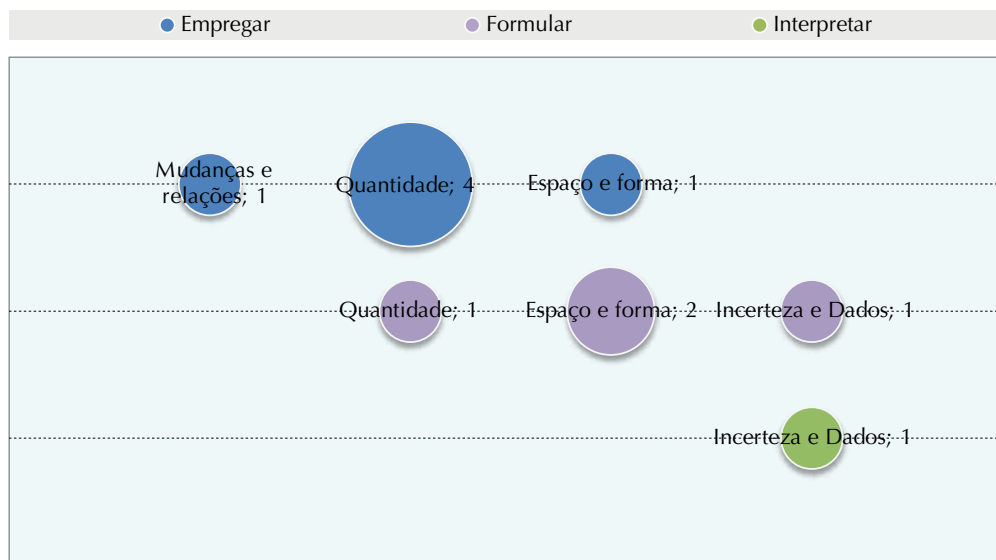 Empregar
Formular
Interpretar
Mudanças e
relações; 1
Quantidade; 4
Espaço e forma; 1
Quantidade; 1
Espaço e forma; 2
Incerteza e Dados; 1
Incerteza e Dados; 1